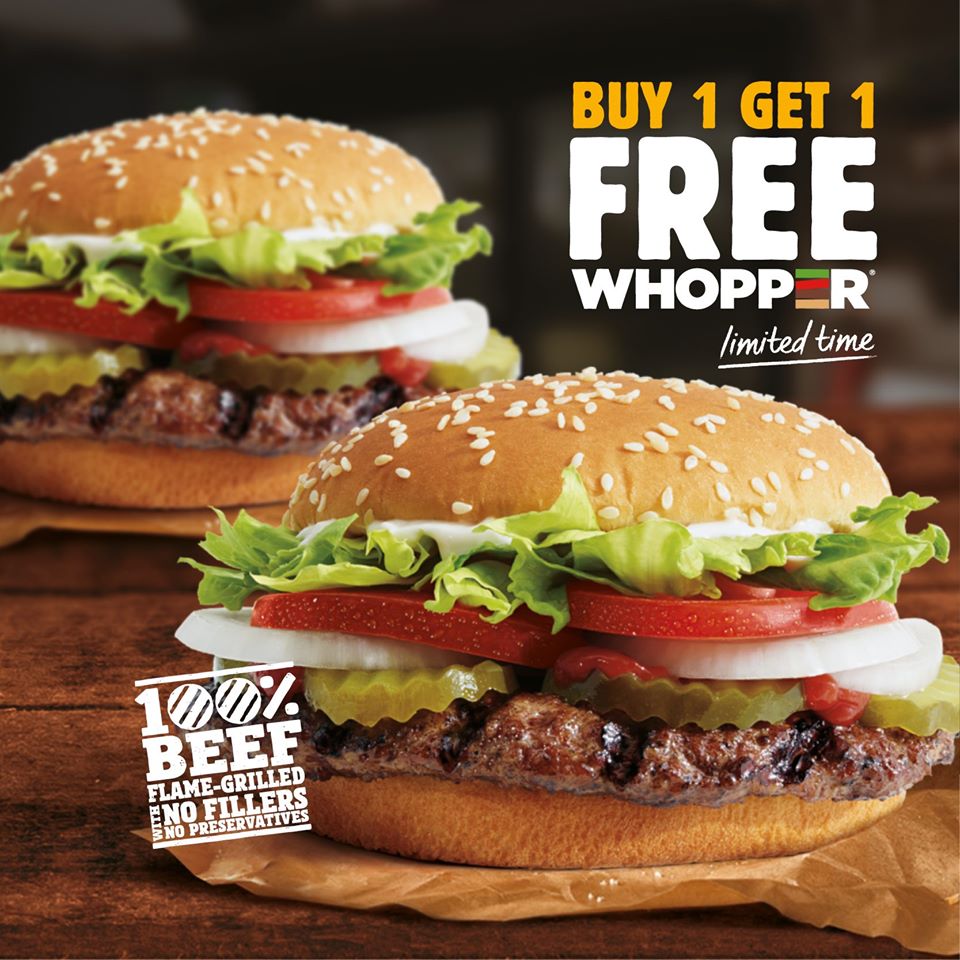 BUY 1 GET 1
FREE
WHOPPER®
limited time
100%
BEEF
FLAME-GRILLED
WITH NO FILLERS
NO PRESERVATIVES